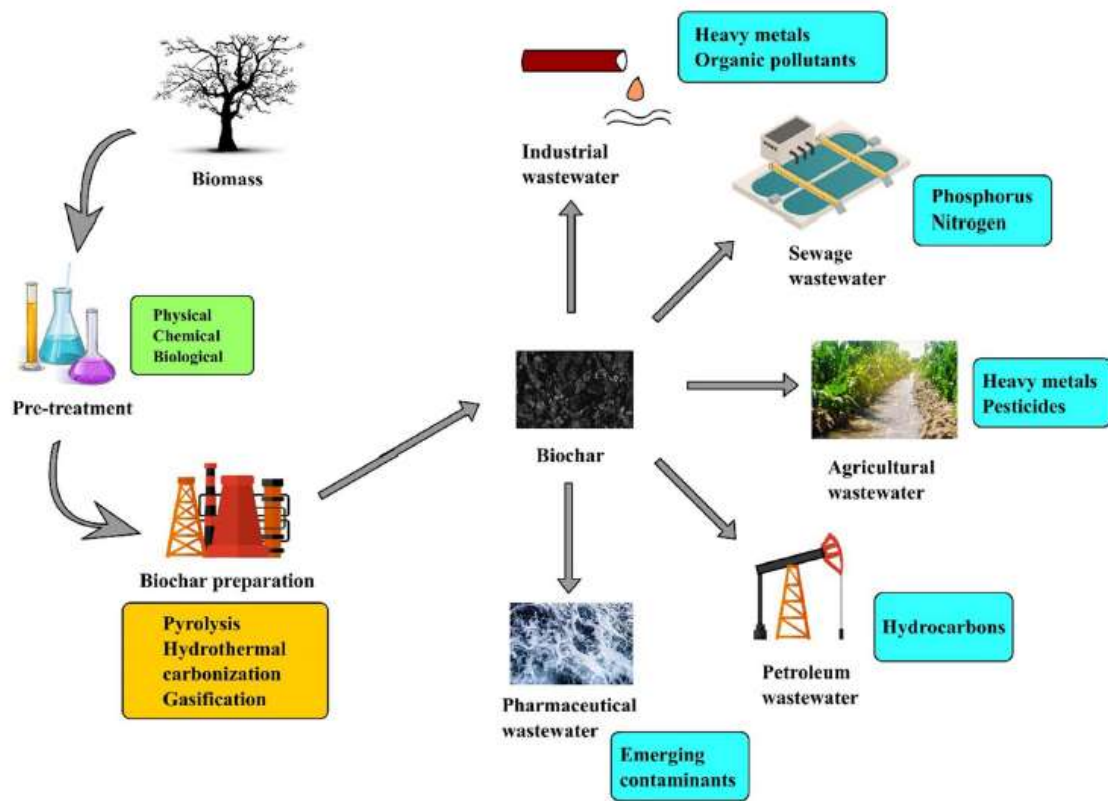 Biomass
Physical
Chemical
Biological
Pre-treatment
Biochar preparation
Pyrolysis
Hydrothermal
carbonization
Gasification
Biochar
Heavy metals
Organic pollutants
Industrial
wastewater
Phosphorus
Nitrogen
Sewage
wastewater
Heavy metals
Pesticides
Agricultural
wastewater
Hydrocarbons
Petroleum
wastewater
Pharmaceutical
wastewater
Emerging
contaminants